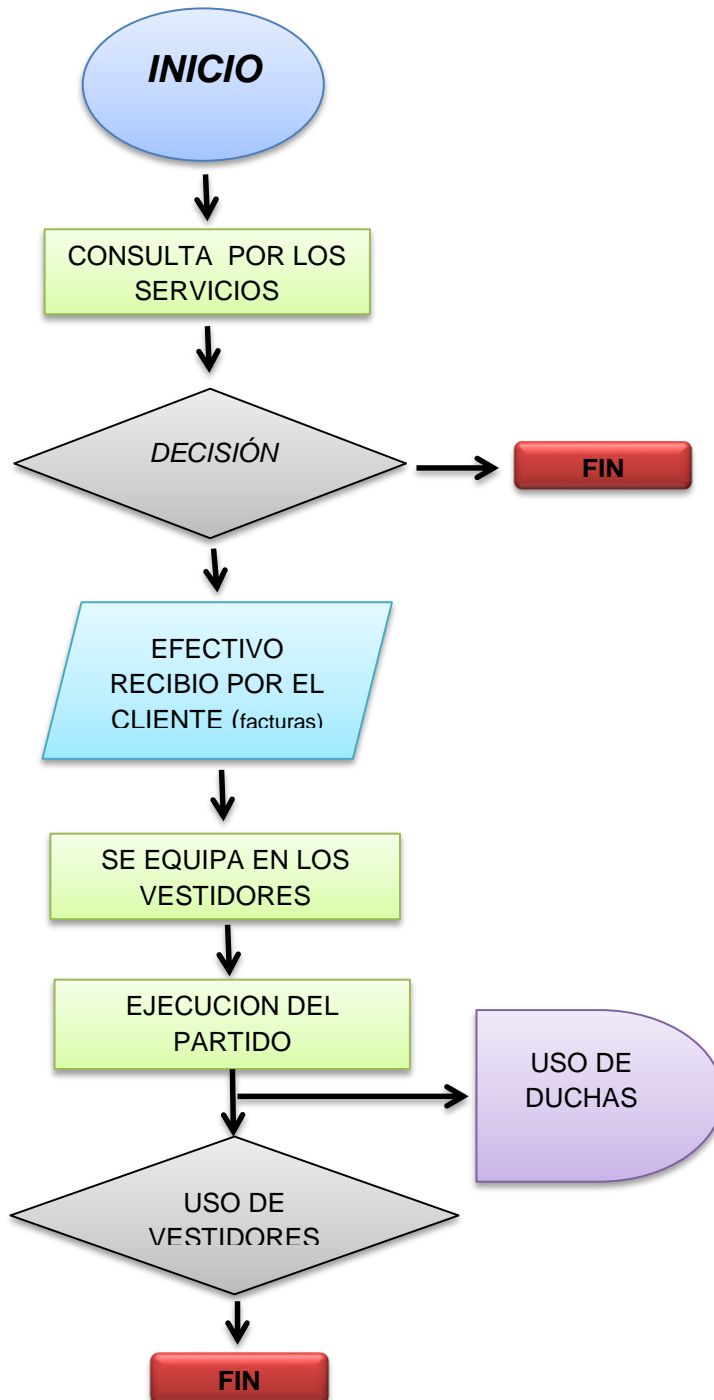 INICIO
CONSULTA POR LOS
SERVICIOS
DECISIÓN
FIN
EFECTIVO
RECIBIO POR EL
CLIENTE (facturas)
SE EQUIPA EN LOS
VESTIDORES
EJECUCION DEL
PARTIDO
USO DE
DUCHAS
USO DE
VESTIDORES
FIN